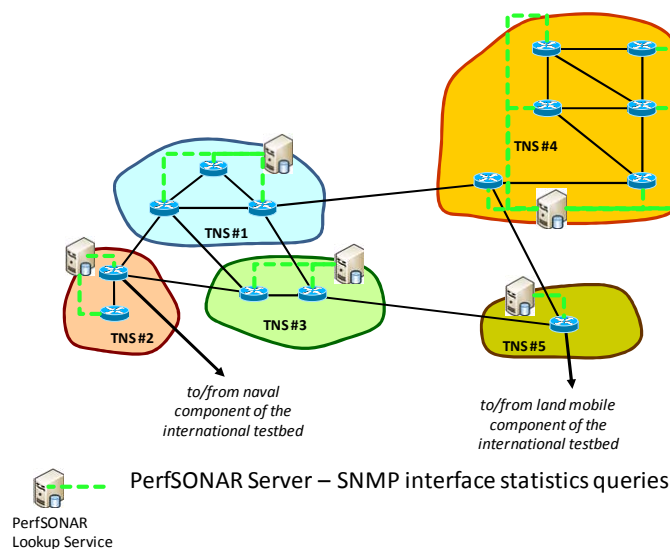 TNS #4
TNS #1
TNS #2
TNS #3
TNS #5
to/from naval
component of the
international testbed
to/from land mobile
component of the
international testbed
PerfSONAR Server – SNMP interface statistics queries
PerfSONAR
Lookup Service